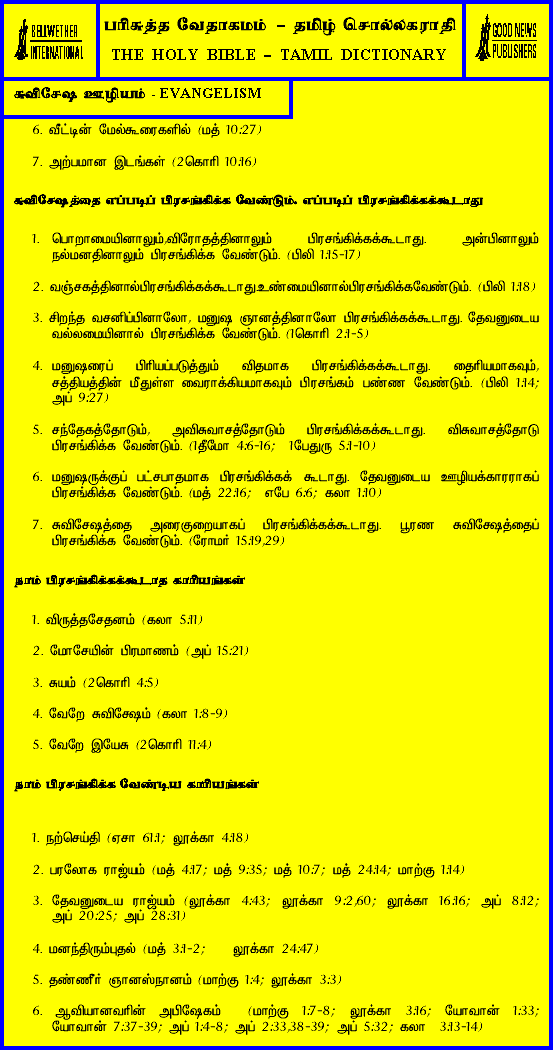 BELLWETHER
INTERNATIONAL
பரிசுத்த வேதாகமம் – தமிழ் சொல்லகராதி
THE HOLY BIBLE – TAMIL DICTIONARY
GOOD NEWS
PUBLISHERS
சுவிசேஷ ஊழியம் - EVANGELISM
6. வீட்டின் மேல்கூரைகளில் (மத் 10:27)
7. அற்பமான இடங்கள் (2கொரி 10:16)
சுவிசேஷத்தை எப்படிப் பிரசங்கிக்க வேண்டும். எப்படிப் பிரசங்கிக்கக்கூடாது
1. பொறாமையினாலும்,விரோதத்தினாலும் பிரசங்கிக்கக்கூடாது. அன்பினாலும்
நல்மனதினாலும் பிரசங்கிக்க வேண்டும். (பிலி 1:15-17)
2. வஞ்சகத்தினால்பிரசங்கிக்கக்கூடாது.உண்மையினால்பிரசங்கிக்கவேண்டும். (பிலி 1:18)
3. சிறந்த வசனிப்பினாலோ, மனுஷ ஞானத்தினாலோ பிரசங்கிக்கக்கூடாது. தேவனுடைய
வல்லமையினால் பிரசங்கிக்க வேண்டும். (1கொரி 2:1-5)
4. மனுஷரைப் பிரியப்படுத்தும் விதமாக பிரசங்கிக்கக்கூடாது. தைரியமாகவும்,
சத்தியத்தின் மீதுள்ள வைராக்கியமாகவும் பிரசங்கம் பண்ண வேண்டும். (பிலி 1:14;
அப் 9:27)
5. சந்தேகத்தோடும், அவிசுவாசத்தோடும் பிரசங்கிக்கக்கூடாது. விசுவாசத்தோடு
பிரசங்கிக்க வேண்டும். (1தீமோ 4:6-16; 1பேதுரு 5:1-10)
6. மனுஷருக்குப் பட்சபாதமாக பிரசங்கிக்கக் கூடாது. தேவனுடைய ஊழியக்காரராகப்
பிரசங்கிக்க வேண்டும். (மத் 22:16; எபே 6:6; கலா 1:10)
7. சுவிசேஷத்தை அரைகுறையாகப் பிரசங்கிக்கக்கூடாது. பூரண சுவிசேஷத்தைப்
பிரசங்கிக்க வேண்டும். (ரோமர் 15:19,29)
நாம் பிரசங்கிக்கக்கூடாத காரியங்கள்
1. விருத்தசேதனம் (கலா 5:11)
2. மோசேயின் பிரமாணம் (அப் 15:21)
3. சுயம் (2கொரி 4:5)
4. வேறே சுவிசேஷம் (கலா 1:8-9)
5. வேறே இயேசு (2கொரி 11:4)
நாம் பிரசங்கிக்க வேண்டிய காரியங்கள்
1. நற்செய்தி (ஏசா 61:1; லூக்கா 4:18)
2. பரலோக ராஜ்யம் (மத் 4:17; மத் 9:35; மத் 10:7; மத் 24:14; மாற்கு 1:14)
3. தேவனுடைய ராஜ்யம் (லூக்கா 4:43; லூக்கா 9:2,60; லூக்கா 16:16; அப் 8:12;
அப் 20:25; அப் 28:31)
4. மனந்திரும்புதல் (மத் 3:1-2; லூக்கா 24:47)
5. தண்ணீர் ஞானஸ்நானம் (மாற்கு 1:4; லூக்கா 3:3)
6. ஆவியானவரின் அபிஷேகம் (மாற்கு 1:7-8; லூக்கா 3:16; யோவான் 1:33;
யோவான் 7:37-39; அப் 1:4-8; அப் 2:33,38-39; அப் 5:32; கலா 3:13-14)